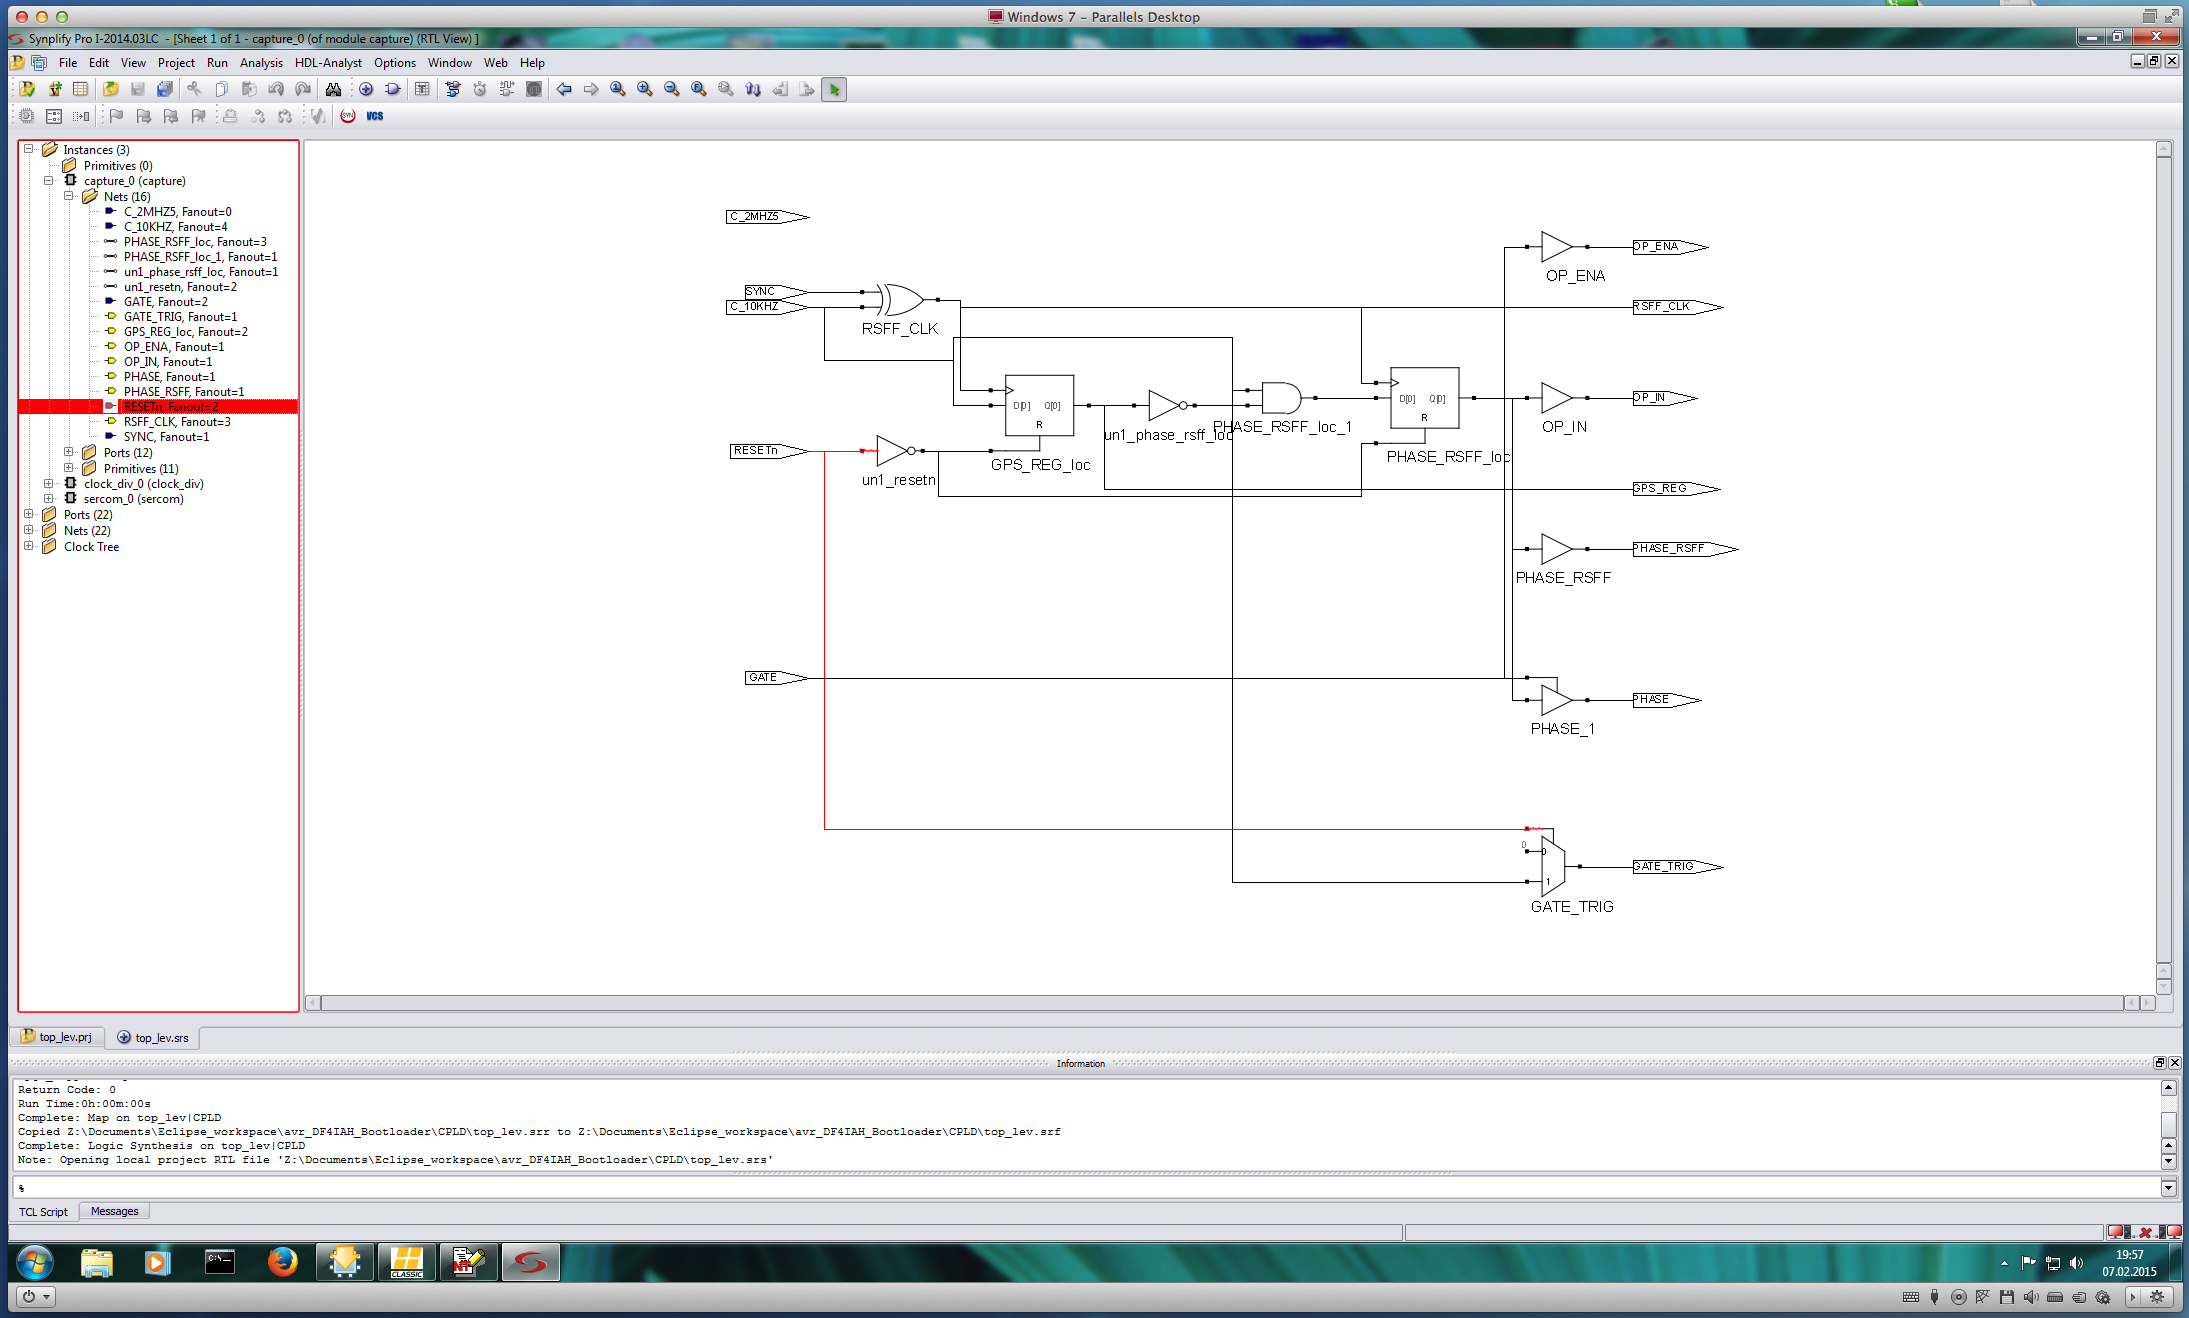 Windows 7 - Parallels Desktop
Synplify Pro I-2014.03LC - [Sheet 1 of 1 - capture_0 (of module capture) (RTL View) ]
File Edit View Project Run Analysis HDL-Analyst Options Window Web Help
SYN VCS
Instances (3)
Primitives (0)
capture_0 (capture)
Nets (16)
C_2MHZ5, Fanout=0
C_10KHZ, Fanout=4
PHASE_RSFF_loc, Fanout=3
PHASE_RSFF_loc_1, Fanout=1
un1_phase_rsff_loc, Fanout=1
un1_resetn, Fanout=2
GATE, Fanout=2
GATE_TRIG, Fanout=1
GPS_REG_loc, Fanout=2
OP_ENA, Fanout=1
OP_IN, Fanout=1
PHASE, Fanout=1
PHASE_RSFF, Fanout=1
RESETn, Fanout=2
RSFF_CLK, Fanout=3
SYNC, Fanout=1
Ports (12)
Primitives (11)
clock_div_0 (clock_div)
sercom_0 (sercom)
Ports (22)
Nets (22)
Clock Tree
C_2MHZ5
OP_ENA
OP_ENA
SYNC
C_10KHZ
RSFF_CLK
RSFF_CLK
D[0] Q[0]
R
GPS_REG_loc
un1_phase_rsff_loc
PHASE_RSFF_loc_1
D[0] Q[0]
R
PHASE_RSFF_loc
OP_IN
OP_IN
RESETn
un1_resetn
GPS_REG
PHASE_RSFF
PHASE_RSFF
GATE
PHASE
PHASE_1
0
0
1
GATE_TRIG
GATE_TRIG
top_lev.prj top_lev.srs
Information
Return Code: 0
Run Time:0h:00m:00s
Complete: Map on top_lev|CPLD
Copied Z:\Documents\Eclipse_workspace\avr_DF4IAH_Bootloader\CPLD\top_lev.srr to Z:\Documents\Eclipse_workspace\avr_DF4IAH_Bootloader\CPLD\top_lev.srf
Complete: Logic Synthesis on top_lev|CPLD
Note: Opening local project RTL file 'Z:\Documents\Eclipse_workspace\avr_DF4IAH_Bootloader\CPLD\top_lev.srs'
%
TCL Script Messages
CLASSIC
NT
19:57
07.02.2015